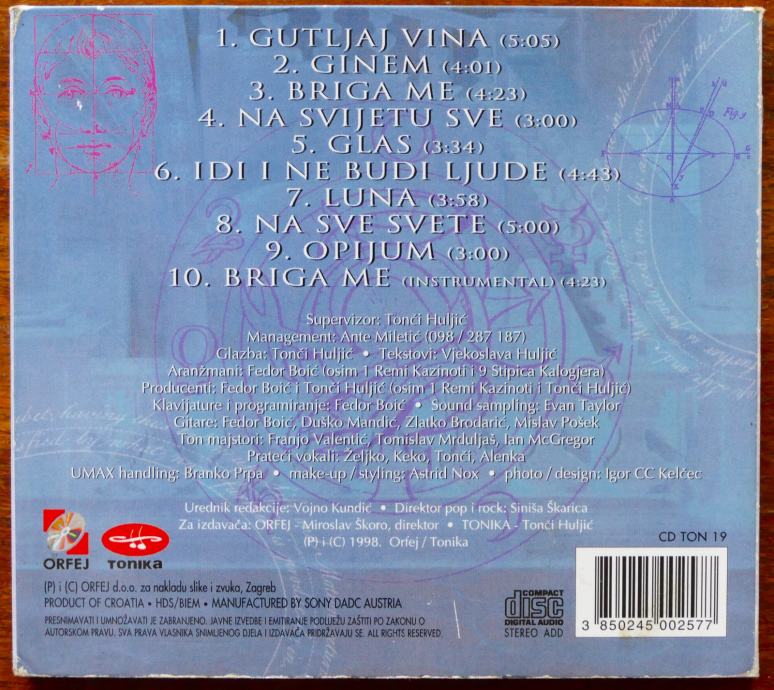 1. GUTLJAJ VINA (5:05)
2. GINEM (4:01)
3. BRIGA ME (4:23)
4. NA SVIJETU SVE (3:00)
5. GLAS (3:34)
6. IDI I NE BUDI LJUDE (4:43)
7. LUNA (3:58)
8. NA SVE SVETE (5:00)
9. OPIJUM (3:00)
10. BRIGA ME (INSTRUMENTAL) (4:23)
Fig 9
Supervizor: Tonči Huljić
Management: Ante Miletić (098 / 287 187)
Glazba: Tonči Huljić • Tekstovi: Vjekoslava Huljić
Aranžmani: Fedor Boić (osim 1 Remi Kazinoti i 9 Stipica Kalogjera)
Producenti: Fedor Boić i Tonči Huljić (osim 1 Remi Kazinoti i Tonči Huljić)
Klavijature i programiranje: Fedor Boić • Sound sampling: Evan Taylor
Gitare: Fedor Boić, Duško Mandić, Zlatko Brodarić, Mislav Pošek
Ton majstori: Franjo Valentić, Tomislav Mrduljaš, Ian McGregor
Prateći vokali: Željko, Keko, Tonči, Alenka
UMAX handling: Branko Prpa • make-up / styling: Astrid Nox • photo / design: Igor CC Kelčec
Urednik redakcije: Vojno Kundić • Direktor pop i rock: Siniša Škarica
Za izdavača: ORFEJ - Miroslav Škoro, direktor • TONIKA - Tonči Huljić
(P) i (C) 1998. Orfej / Tonika
CD TON 19
ORFEJ
TONIKA
(P) i (C) ORFEJ d.o.o. za nakladu slike i zvuka, Zagreb
PRODUCT OF CROATIA • HDS/BIEM • MANUFACTURED BY SONY DADC AUSTRIA
PRESNIMAVATI I UMNOŽAVATI JE ZABRANJENO. JAVNE IZVEDBE I EMITIRANJE PODLIJEŽU ZAŠTITI PO ZAKONU O
AUTORSKOM PRAVU. SVA PRAVA VLASNIKA SNIMLJENOG DJELA I IZDAVAČA PRIDRŽAVAJU SE. ALL RIGHTS RESERVED.
COMPACT
disc
DIGITAL AUDIO
STEREO ADD
3 850245 002577